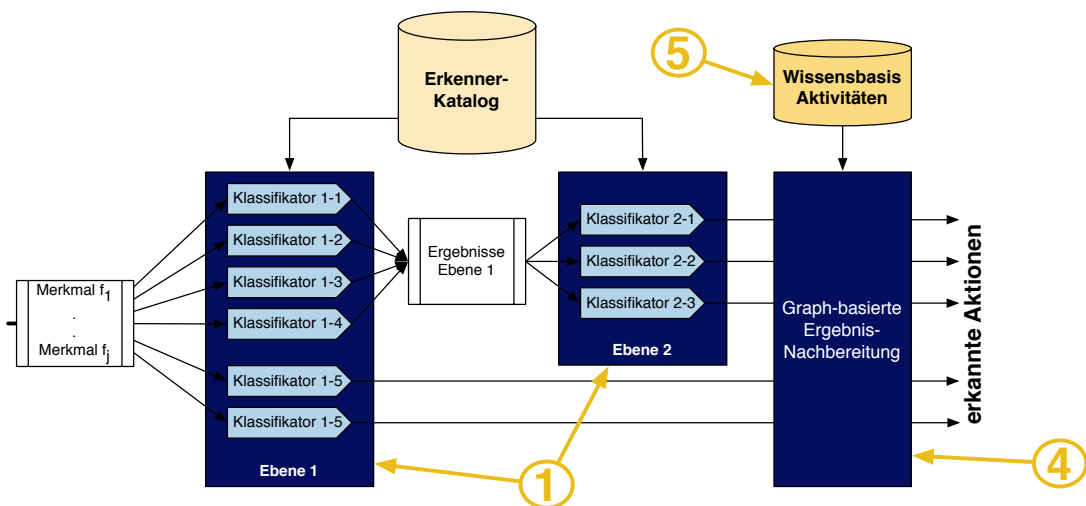 Erkenner-
Katalog
5
Wissensbasis
Aktivitäten
Merkmal f1
.
.
Merkmal fj
Klassifikator 1-1
Klassifikator 1-2
Klassifikator 1-3
Klassifikator 1-4
Klassifikator 1-5
Klassifikator 1-5
Ebene 1
Ergebnisse
Ebene 1
Klassifikator 2-1
Klassifikator 2-2
Klassifikator 2-3
Ebene 2
1
Graph-basierte
Ergebnis-
Nachbereitung
erkannte Aktionen
4